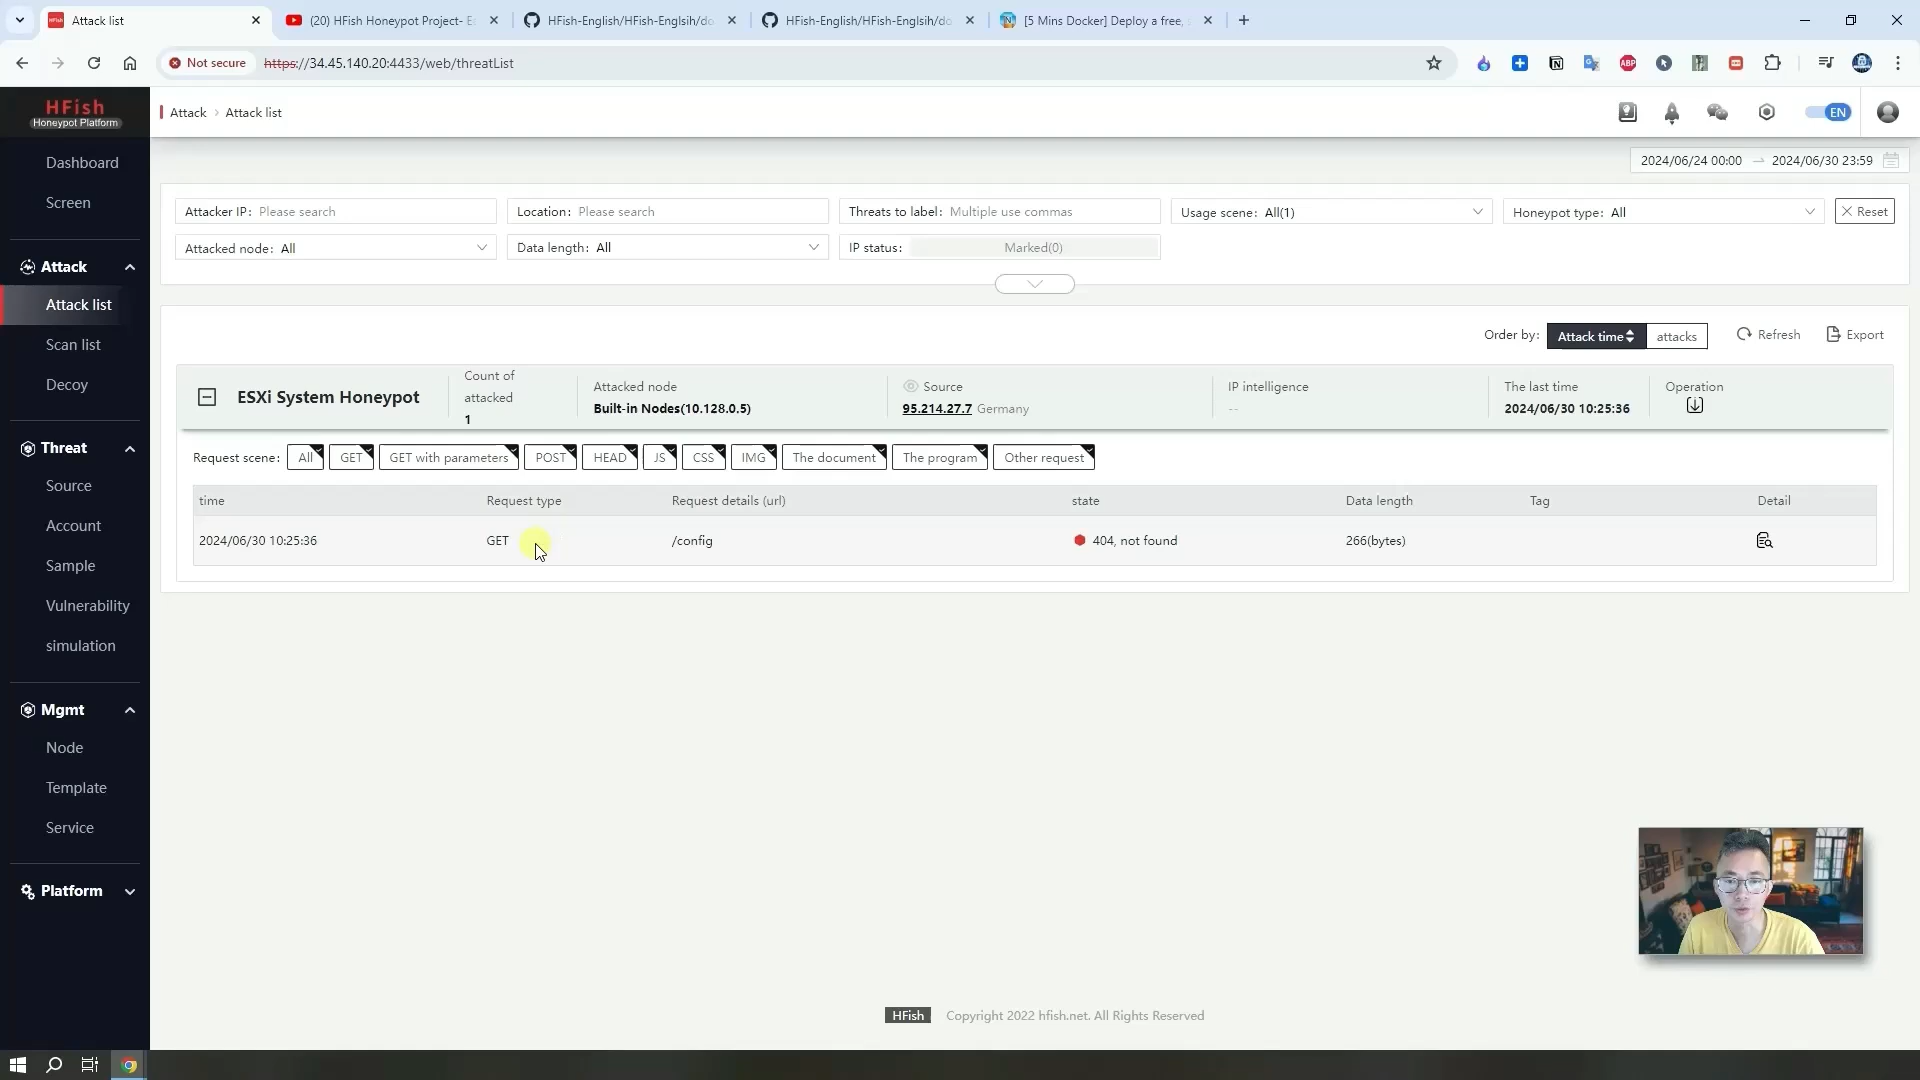 Attack list
(20) HFish Honeypot Project- E
HFish-English/HFish-Englsih/do
HFish-English/HFish-Englsih/do
[5 Mins Docker] Deploy a free,
Not secure
https://34.45.140.20:4433/web/threatList
ABP
HFish
Honeypot Platform
Attack
Attack list
EN
Dashboard
Screen
Attack
Attack list
Scan list
Decoy
Threat
Source
Account
Sample
Vulnerability
simulation
Mgmt
Node
Template
Service
Platform
2024/06/24 00:00
2024/06/30 23:59
Attacker IP: Please search
Location: Please search
Threats to label: Multiple use commas
Usage scene: All(1)
Honeypot type: All
Reset
Attacked node: All
Data length: All
IP status: Marked(0)
Order by: Attack time attacks
Refresh
Export
ESXi System Honeypot
Count of
attacked
1
Attacked node
Built-in Nodes(10.128.0.5)
Source
95.214.27.7 Germany
IP intelligence
--
The last time
2024/06/30 10:25:36
Operation
Request scene: All GET GET with parameters POST HEAD JS CSS IMG The document The program Other request
time Request type Request details (url) state Data length Tag Detail
2024/06/30 10:25:36 GET /config 404, not found 266(bytes)
HFish Copyright 2022 hfish.net. All Rights Reserved